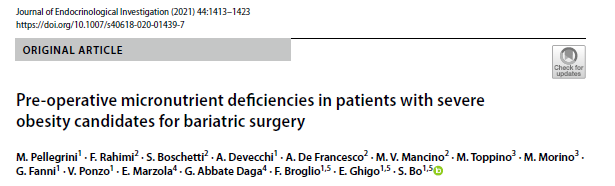 Journal of Endocrinological Investigation (2021) 44:1413–1423
https://doi.org/10.1007/s40618-020-01439-7
ORIGINAL ARTICLE
Check for
updates
Pre-operative micronutrient deficiencies in patients with severe
obesity candidates for bariatric surgery
M. Pellegrini¹ · F. Rahimi² · S. Boschetti² · A. Devecchi¹ · A. De Francesco² · M. V. Mancino² · M. Toppino³ · M. Morino³ ·
G. Fanni¹ · V. Ponzo¹ · E. Marzola⁴ · G. Abbate Daga⁴ · F. Broglio¹,⁵ · E. Ghigo¹,⁵ · S. Bo¹,⁵